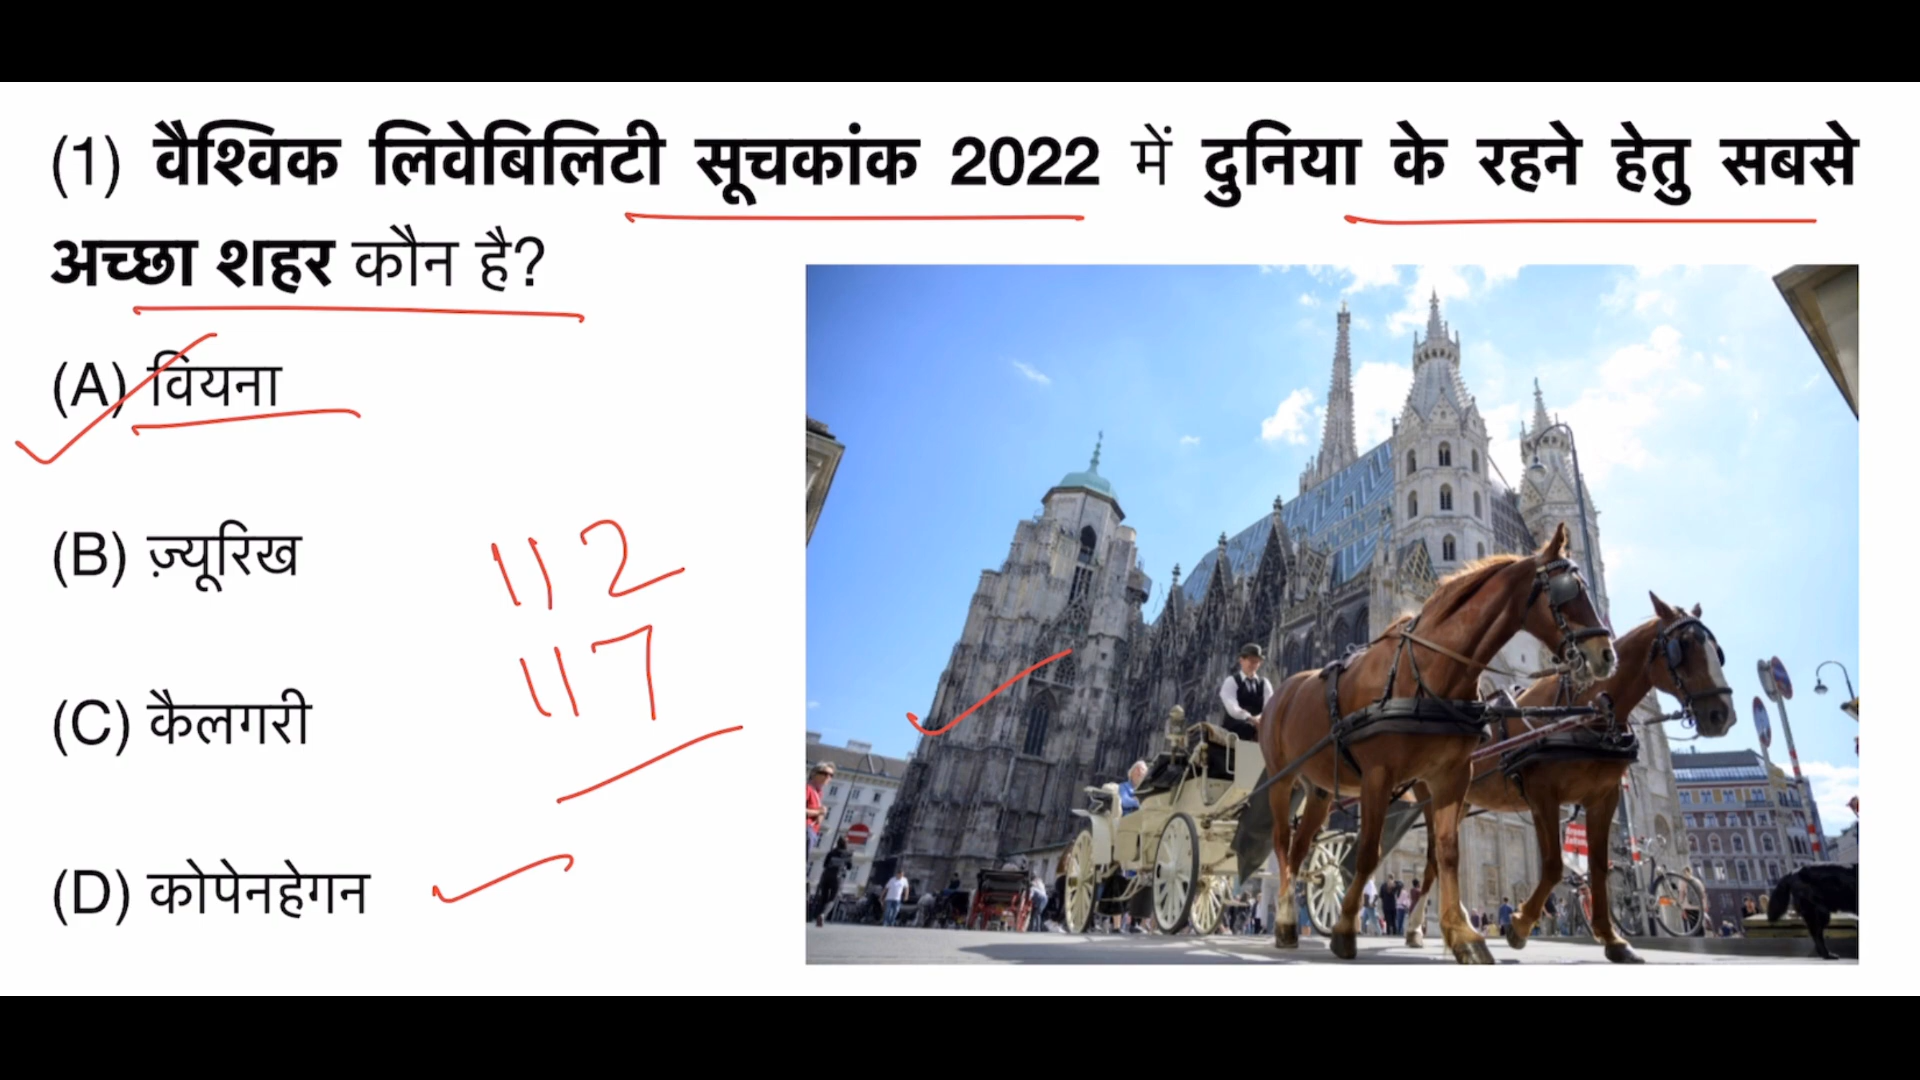 (1) वैश्विक लिवेबिलिटी सूचकांक 2022 में दुनिया के रहने हेतु सबसे
अच्छा शहर कौन है?
(A) वियना
(B) ज़्यूरिख
112
117
(C) कैलगरी
(D) कोपेनहेगन